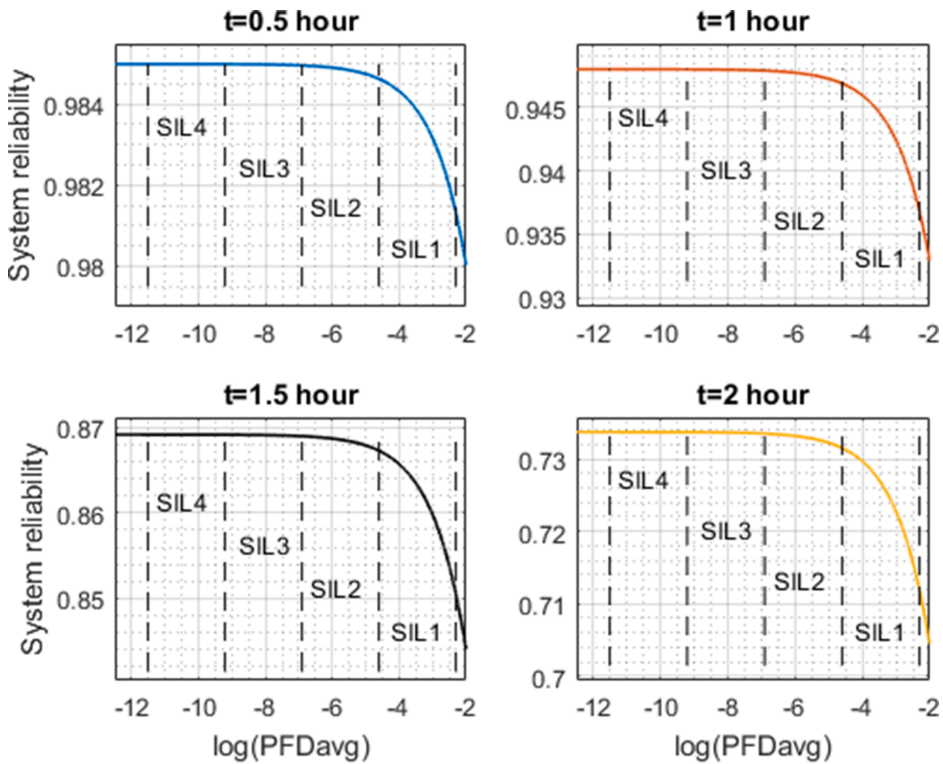 t=0.5 hour
System reliability
0.984
0.982
0.98
SIL4
SIL3
SIL2
SIL1
-12 -10 -8 -6 -4 -2
t=1 hour
0.945
0.94
0.935
0.93
SIL4
SIL3
SIL2
SIL1
-12 -10 -8 -6 -4 -2
t=1.5 hour
System reliability
0.87
0.86
0.85
SIL4
SIL3
SIL2
SIL1
-12 -10 -8 -6 -4 -2
log(PFDavg)
t=2 hour
0.73
0.72
0.71
0.7
SIL4
SIL3
SIL2
SIL1
-12 -10 -8 -6 -4 -2
log(PFDavg)